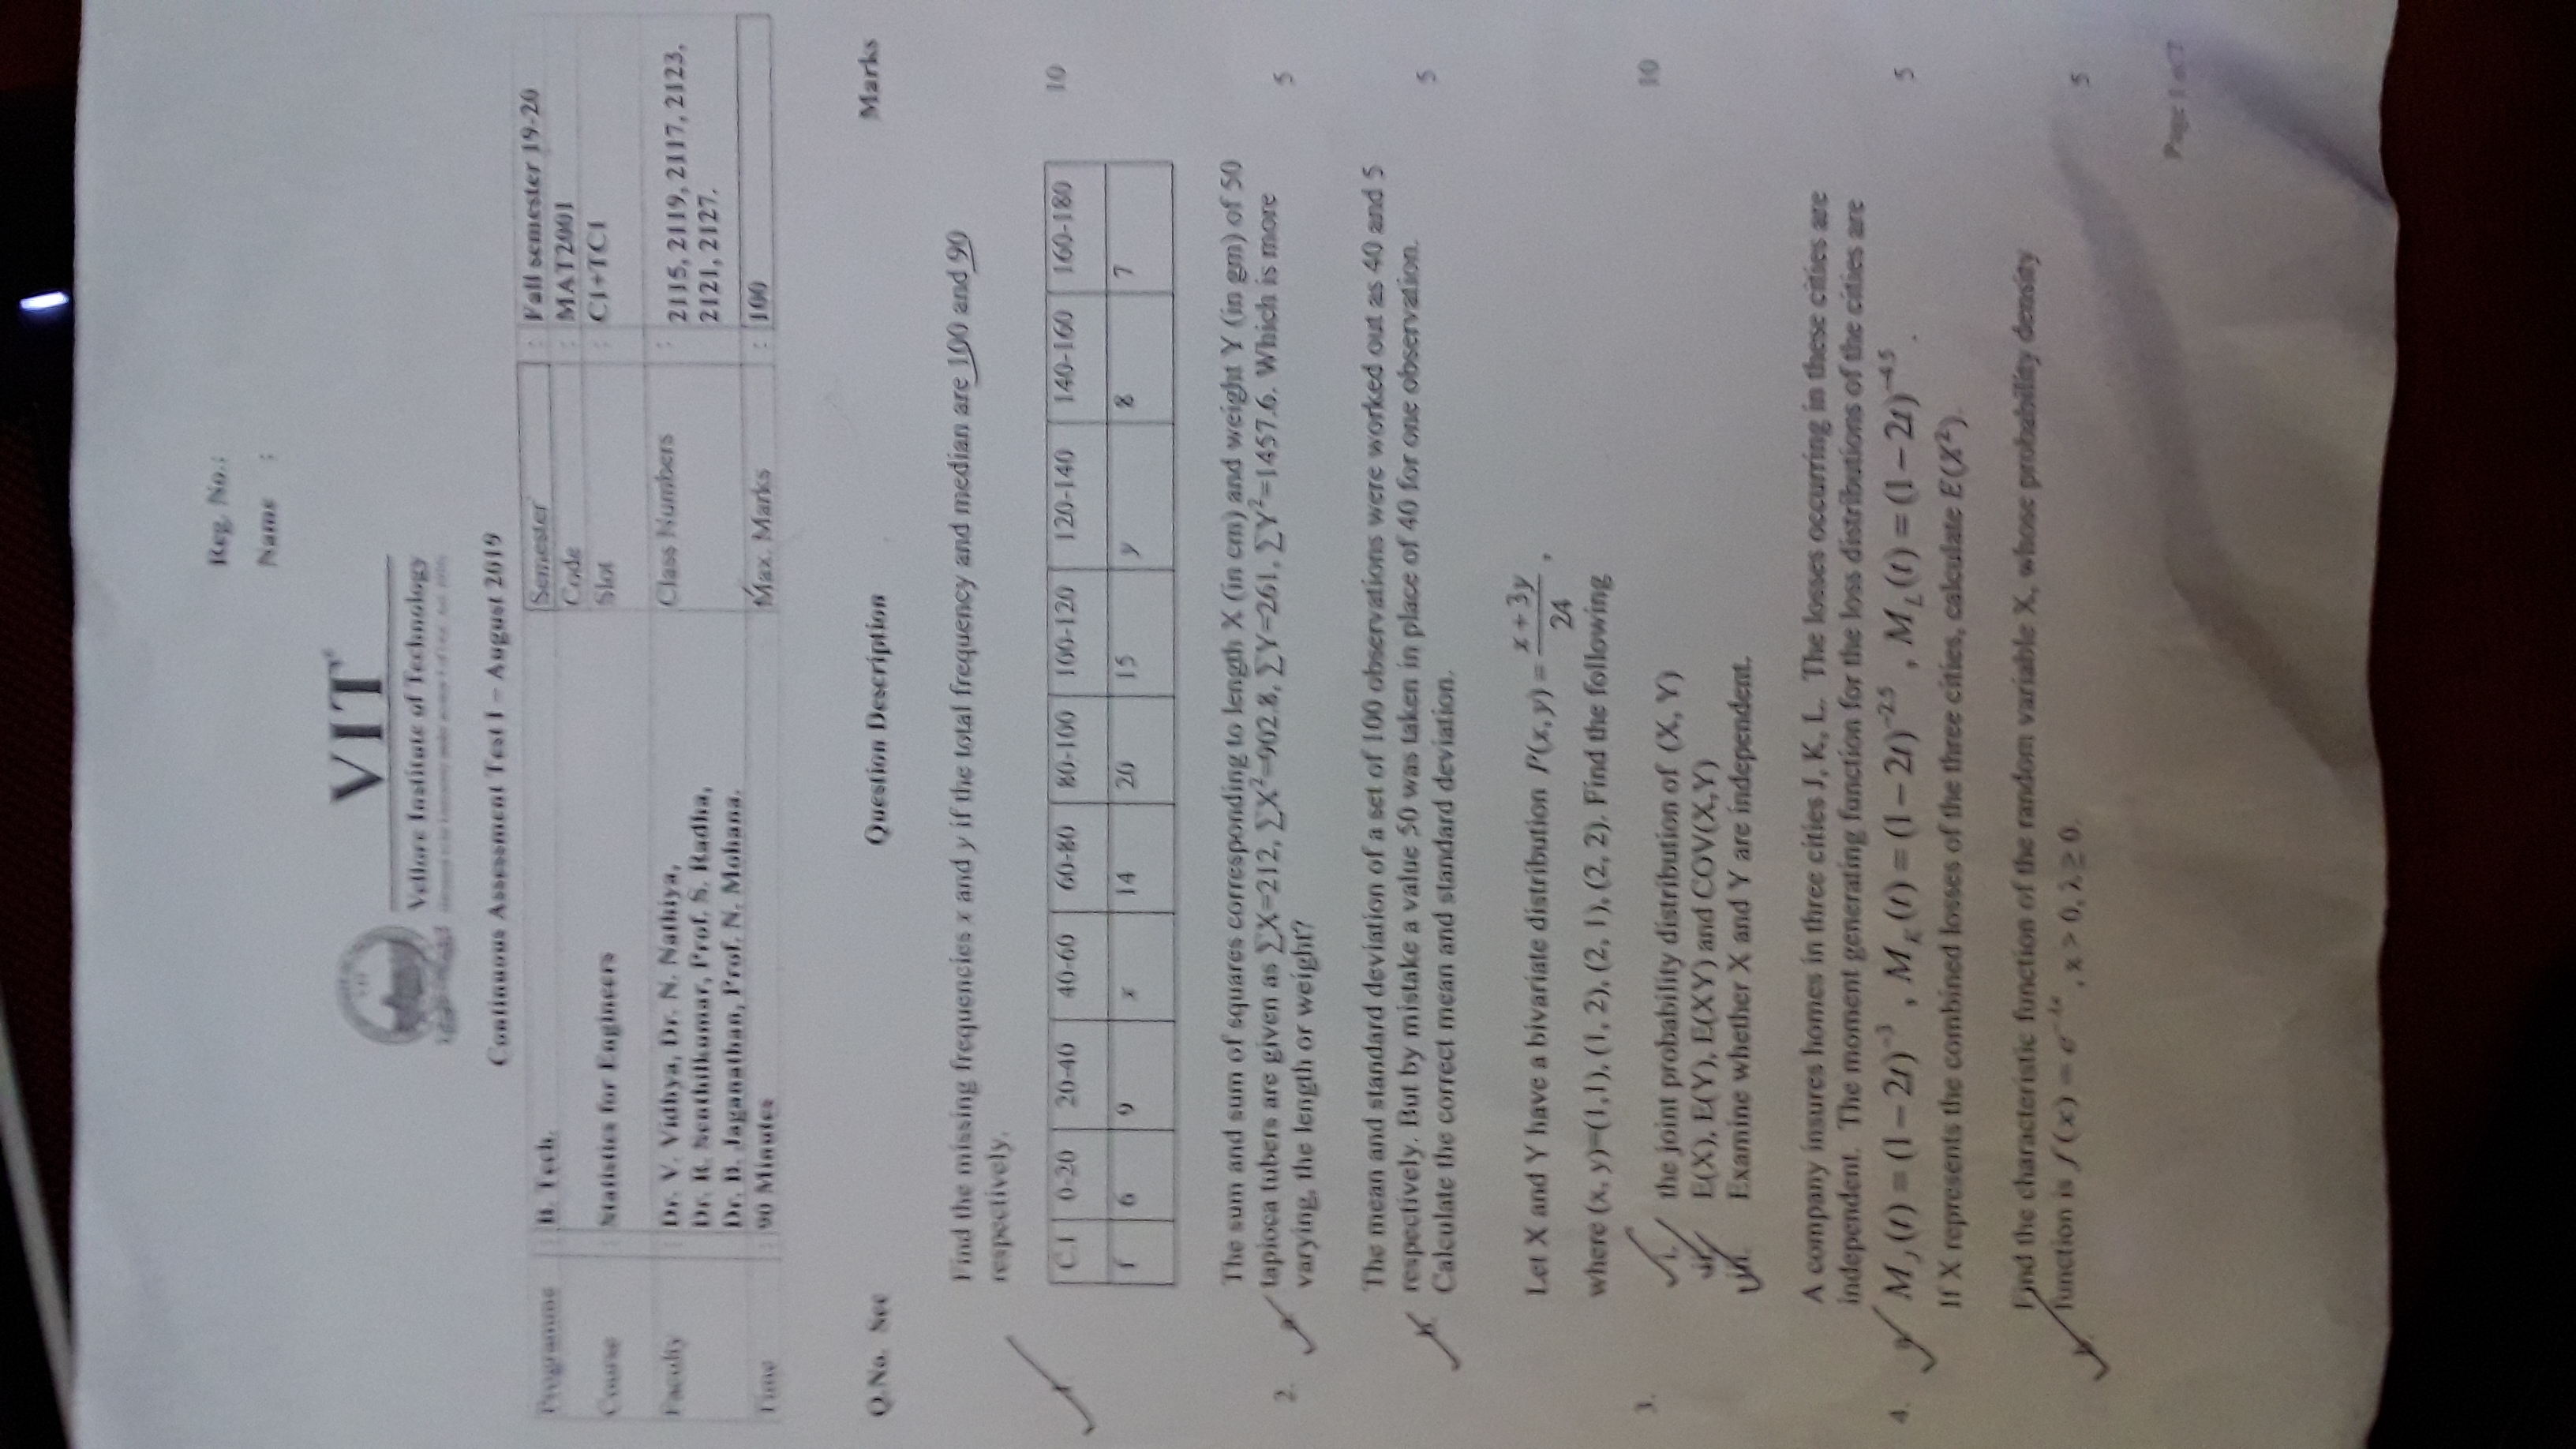 Reg. No.:
Name :
VIT
Vellore Institute of Technology
Continuous Assessment Test I – August 2019
Programme : B. Tech. Semester : Fall semester 19-20
Code : MAT2001
Course : Statistics for Engineers Slot : C1+TC1
Faculty : Dr. V. Vidhya, Dr. N. Nathiya, Class Numbers :
Dr. R. Senthilkumar, Prof. S. Radha, 2115, 2119, 2117, 2123,
Dr. B. Jaganathan, Prof. N. Mohana. 2121, 2127.
Time : 90 Minutes Max. Marks : 100
Q.No. Sec Question Description Marks
Find the missing frequencies x and y if the total frequency and median are 100 and 90
respectively.
1. 10
C.I 0-20 20-40 40-60 60-80 80-100 100-120 120-140 140-160 160-180
f 6 9 x 14 20 15 y 8 7
The sum and sum of squares corresponding to length X (in cm) and weight Y (in gm) of 50
2. tapioca tubers are given as ∑X=212, ∑X²=902.8, ∑Y=261, ∑Y²=1457.6. Which is more 5
varying, the length or weight?
The mean and standard deviation of a set of 100 observations were worked out as 40 and 5
respectively. But by mistake a value 50 was taken in place of 40 for one observation. 5
Calculate the correct mean and standard deviation.
Let X and Y have a bivariate distribution P(x, y) = (x + 3y)/24 ,
where (x, y)=(1,1), (1, 2), (2, 1), (2, 2). Find the following
3. 10
i. the joint probability distribution of (X, Y)
ii. E(X), E(Y), E(XY) and COV(X,Y)
iii. Examine whether X and Y are independent.
A company insures homes in three cities J, K, L. The losses occurring in these cities are
independent. The moment generating function for the loss distributions of the cities are
4. M_J(t) = (1 – 2t)^-3 , M_K(t) = (1 – 2t)^-2.5 , M_L(t) = (1 – 2t)^-4.5 . 5
If X represents the combined losses of the three cities, calculate E(X²).
Find the characteristic function of the random variable X, whose probability density
b. function is f(x) = e^-λx , x > 0, λ ≥ 0. 5
Page 1 of 2